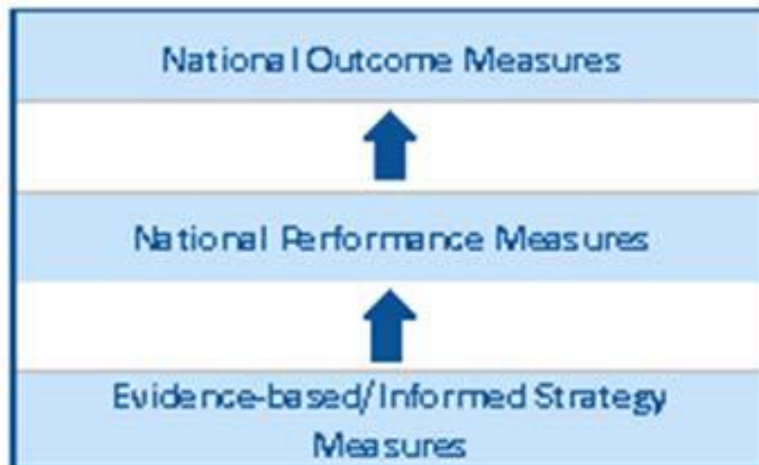 National Outcome Measures
National Performance Measures
Evidence-based/Informed Strategy
Measures